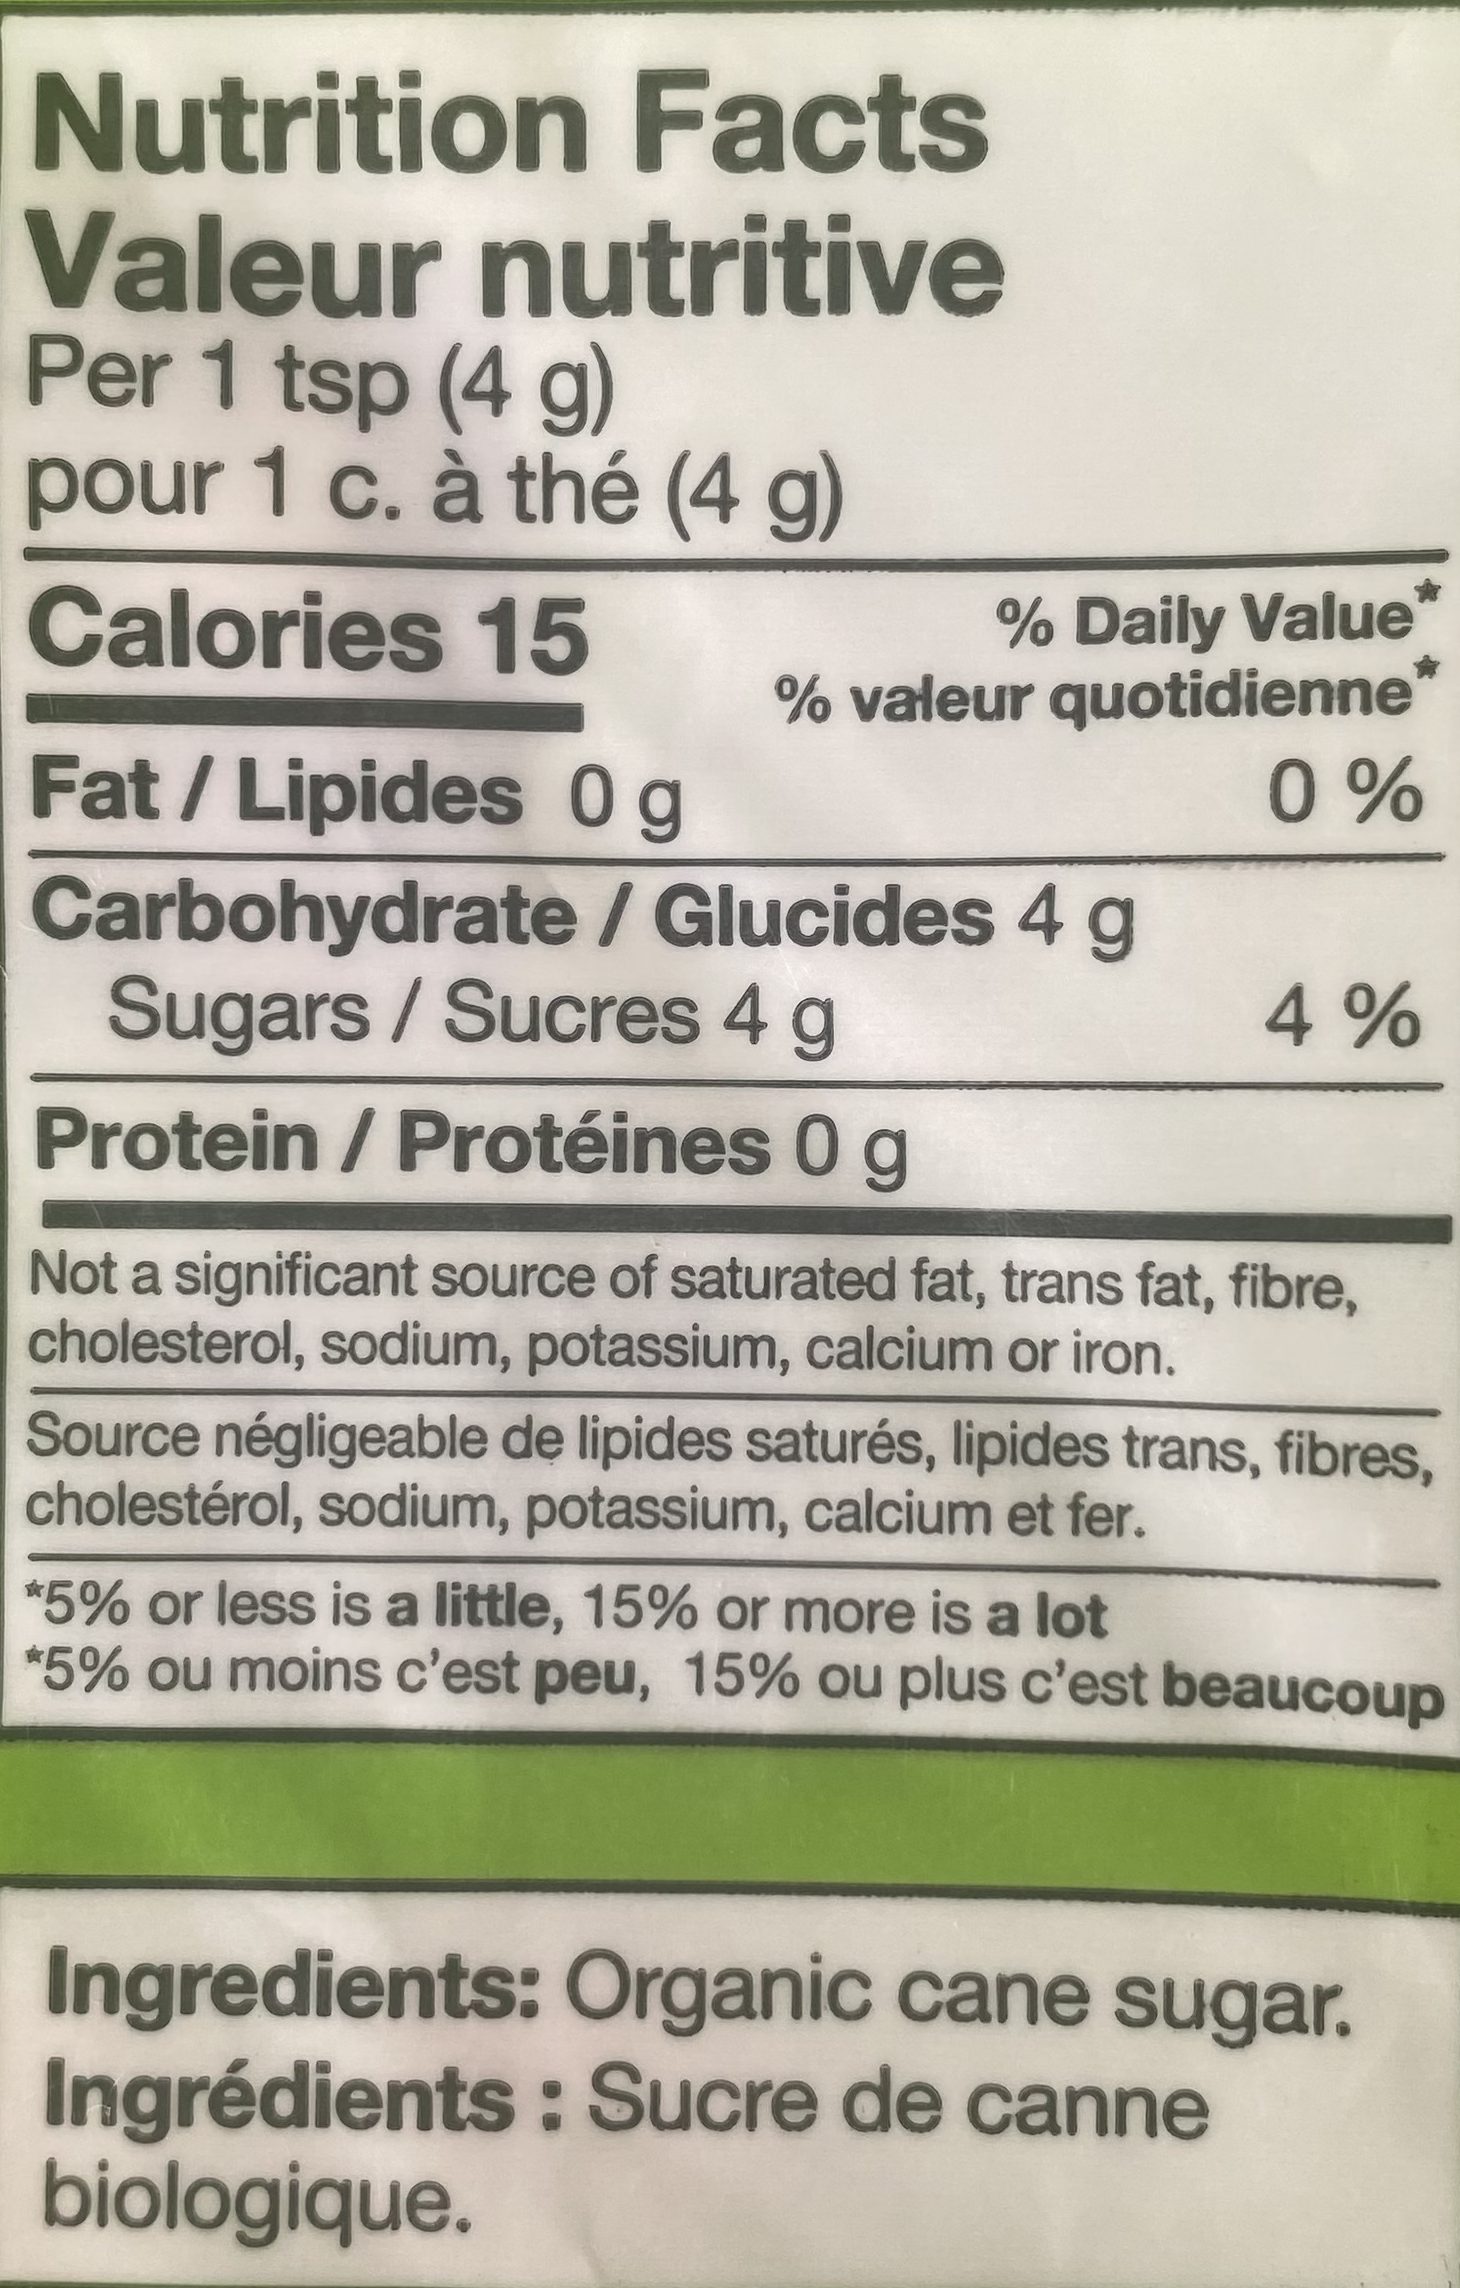 Nutrition Facts
Valeur nutritive
Per 1 tsp (4 g)
pour 1 c. à thé (4 g)
Calories 15
% Daily Value*
% valeur quotidienne*
Fat / Lipides 0 g 0 %
Carbohydrate / Glucides 4 g
Sugars / Sucres 4 g 4 %
Protein / Protéines 0 g
Not a significant source of saturated fat, trans fat, fibre,
cholesterol, sodium, potassium, calcium or iron.
Source négligeable de lipides saturés, lipides trans, fibres,
cholestérol, sodium, potassium, calcium et fer.
*5% or less is a little, 15% or more is a lot
*5% ou moins c'est peu, 15% ou plus c'est beaucoup
Ingredients: Organic cane sugar.
Ingrédients : Sucre de canne
biologique.